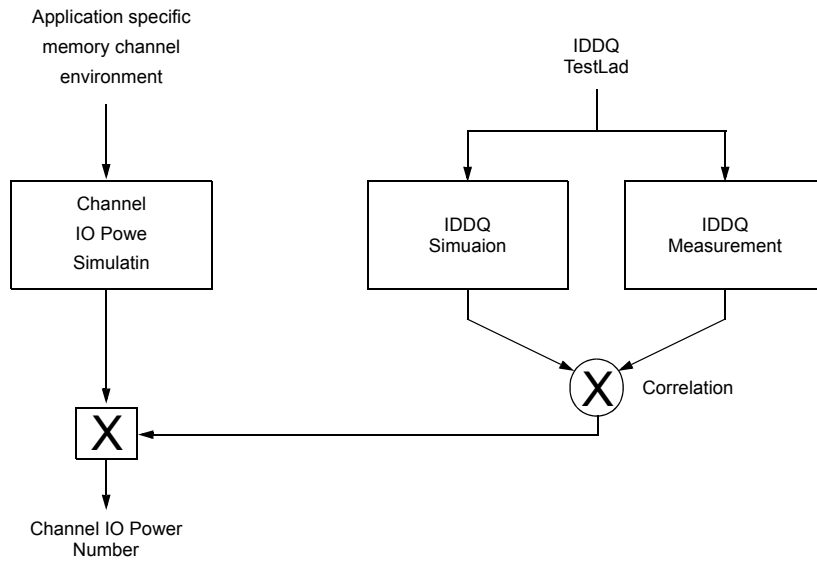 Application specific
memory channel
environment
IDDQ
TestLad
Channel
IO Powe
Simulatin
IDDQ
Simuaion
IDDQ
Measurement
X
Correlation
X
Channel IO Power
Number